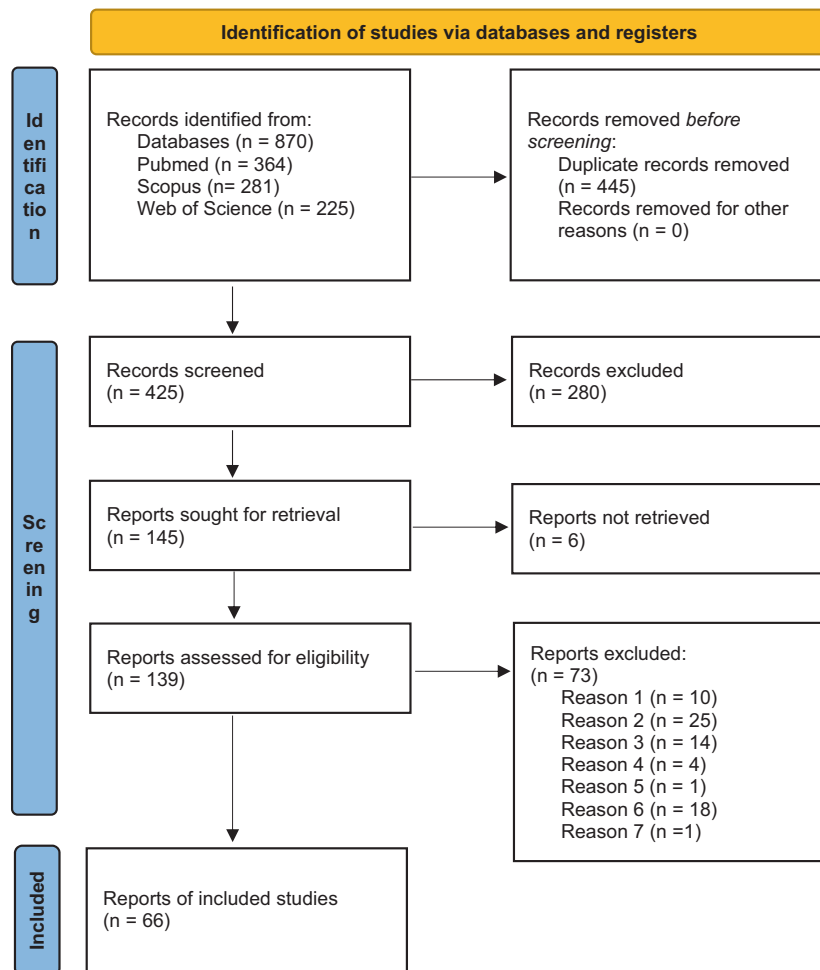 Identification of studies via databases and registers
Id
en
tifi
ca
tio
n
Records identified from:
Databases (n = 870)
Pubmed (n = 364)
Scopus (n= 281)
Web of Science (n = 225)
Records removed before
screening:
Duplicate records removed
(n = 445)
Records removed for other
reasons (n = 0)
Sc
re
en
in
g
Records screened
(n = 425)
Records excluded
(n = 280)
Reports sought for retrieval
(n = 145)
Reports not retrieved
(n = 6)
Reports assessed for eligibility
(n = 139)
Reports excluded:
(n = 73)
Reason 1 (n = 10)
Reason 2 (n = 25)
Reason 3 (n = 14)
Reason 4 (n = 4)
Reason 5 (n = 1)
Reason 6 (n = 18)
Reason 7 (n =1)
Included
Reports of included studies
(n = 66)